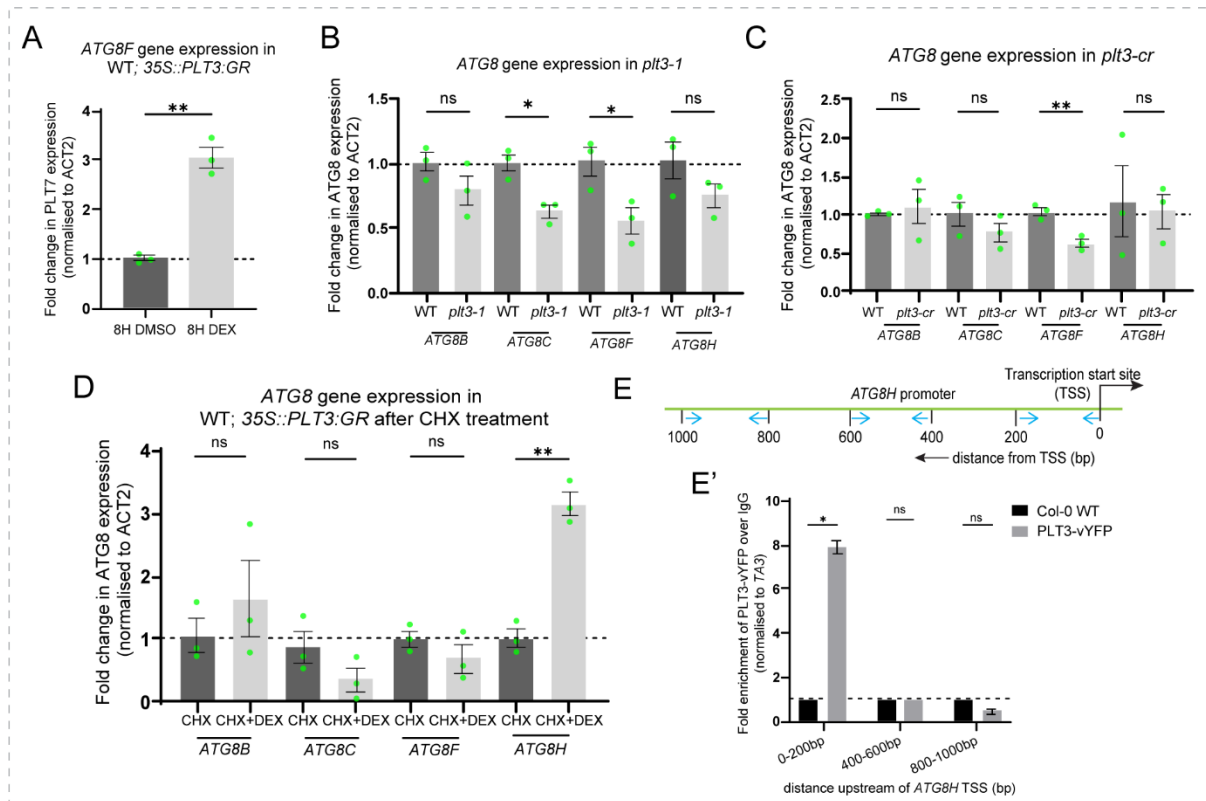 A
ATG8F gene expression in
WT; 35S::PLT3:GR
Fold change in PLT7 expression
(normalised to ACT2)
4
3
2
1
0
**
8H DMSO 8H DEX
B
ATG8 gene expression in plt3-1
Fold change in ATG8 expression
(normalised to ACT2)
1.5
1.0
0.5
0.0
ns * * ns
WT plt3-1 WT plt3-1 WT plt3-1 WT plt3-1
ATG8B ATG8C ATG8F ATG8H
C
ATG8 gene expression in plt3-cr
Fold change in ATG8 expression
(normalised to ACT2)
2.5
2.0
1.5
1.0
0.5
0.0
ns ns ** ns
WT plt3-cr WT plt3-cr WT plt3-cr WT plt3-cr
ATG8B ATG8C ATG8F ATG8H
D
ATG8 gene expression in
WT; 35S::PLT3:GR after CHX treatment
Fold change in ATG8 expression
(normalised to ACT2)
4
3
2
1
0
ns ns ns **
CHX CHX+DEX CHX CHX+DEX CHX CHX+DEX CHX CHX+DEX
ATG8B ATG8C ATG8F ATG8H
E
Transcription start site
(TSS)
ATG8H promoter
1000 800 600 400 200 0
distance from TSS (bp)
E'
Fold enrichment of PLT3-vYFP over IgG
(normalised to TA3)
10
8
6
4
2
0
* ns ns
Col-0 WT
PLT3-vYFP
0-200bp 400-600bp 800-1000bp
distance upstream of ATG8H TSS (bp)